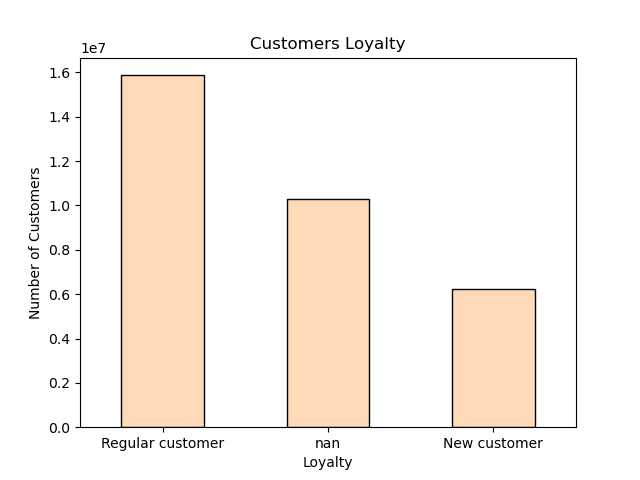 Customers Loyalty
1e7
1.6
1.4
1.2
1.0
0.8
0.6
0.4
0.2
0.0
Number of Customers
Regular customer nan New customer
Loyalty